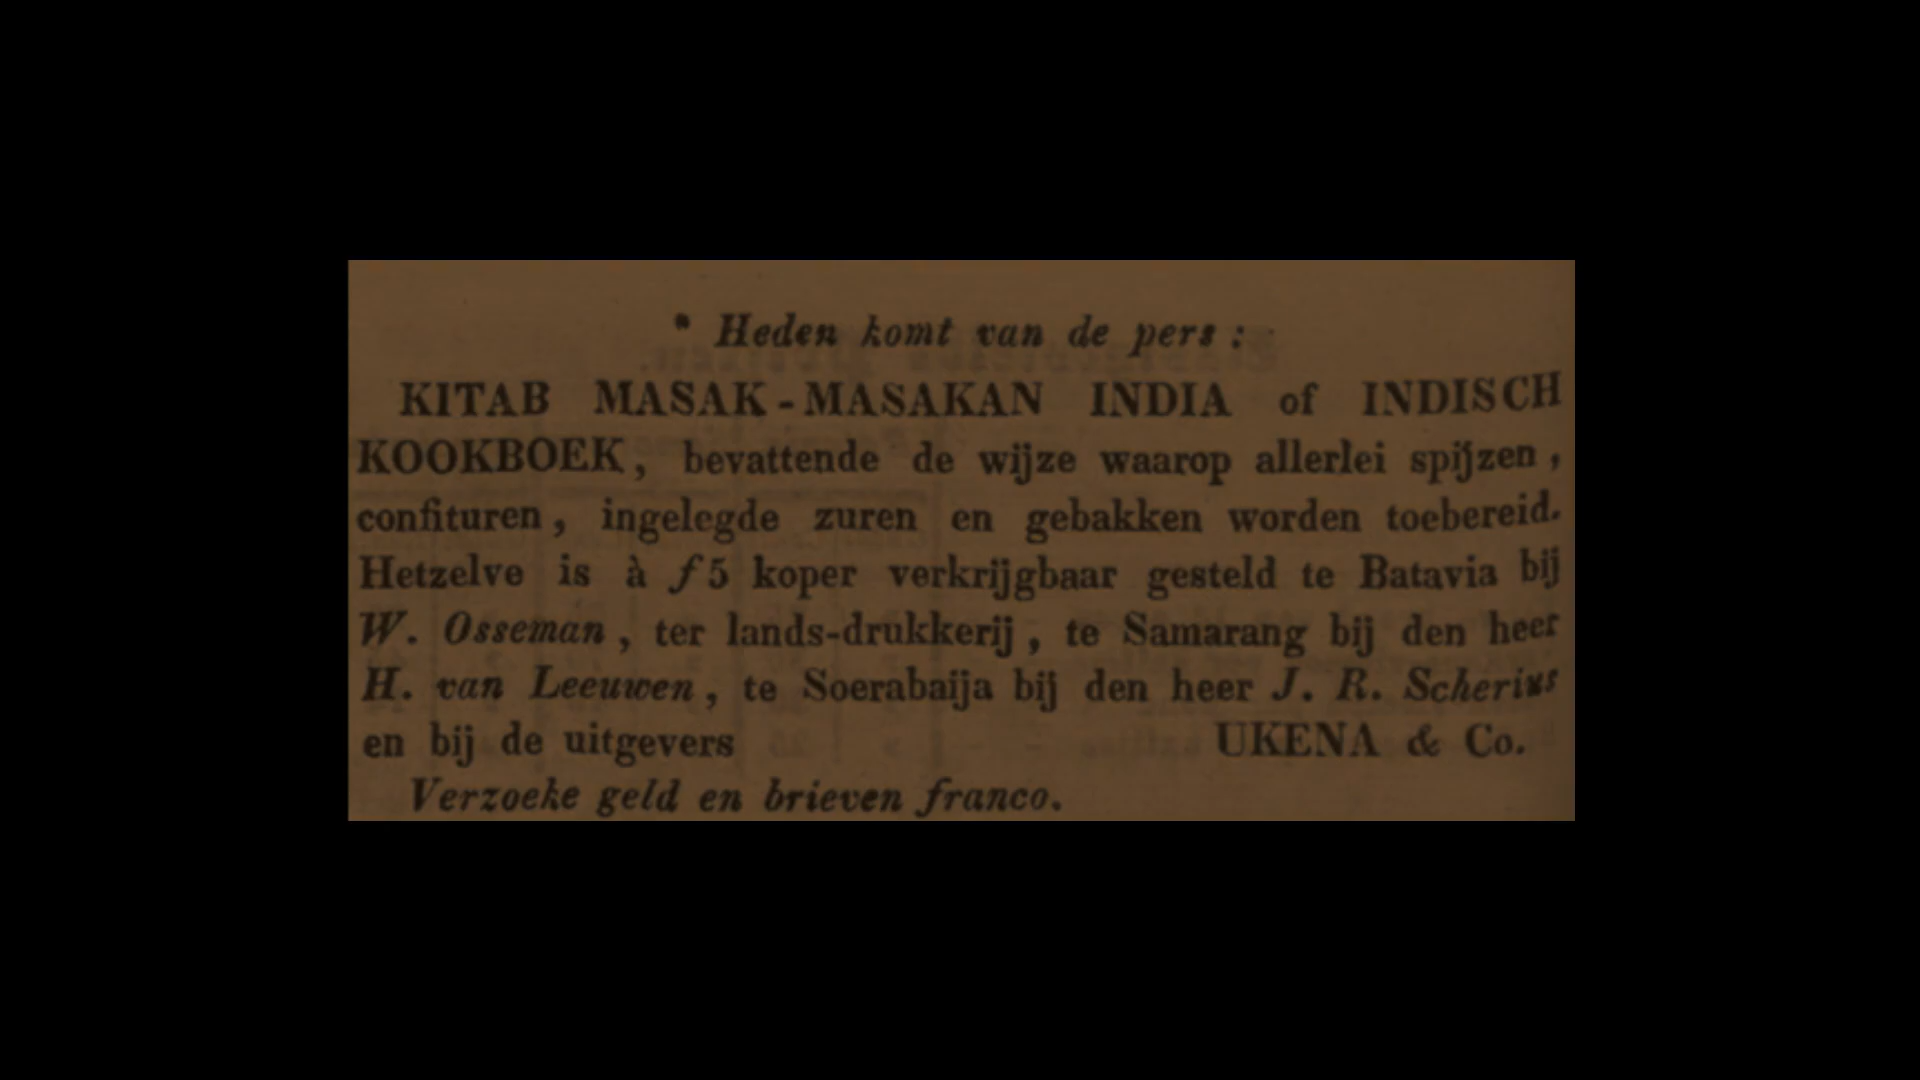 * Heden komt van de pers :
KITAB MASAK-MASAKAN INDIA of INDISCH
KOOKBOEK, bevattende de wijze waarop allerlei spijzen,
confituren, ingelegde zuren en gebakken worden toebereid.
Hetzelve is à f 5 koper verkrijgbaar gesteld te Batavia bij
W. Osseman, ter lands-drukkerij, te Samarang bij den heer
H. van Leeuwen, te Soerabaija bij den heer J. R. Scherius
en bij de uitgevers UKENA & Co.
Verzoeke geld en brieven franco.